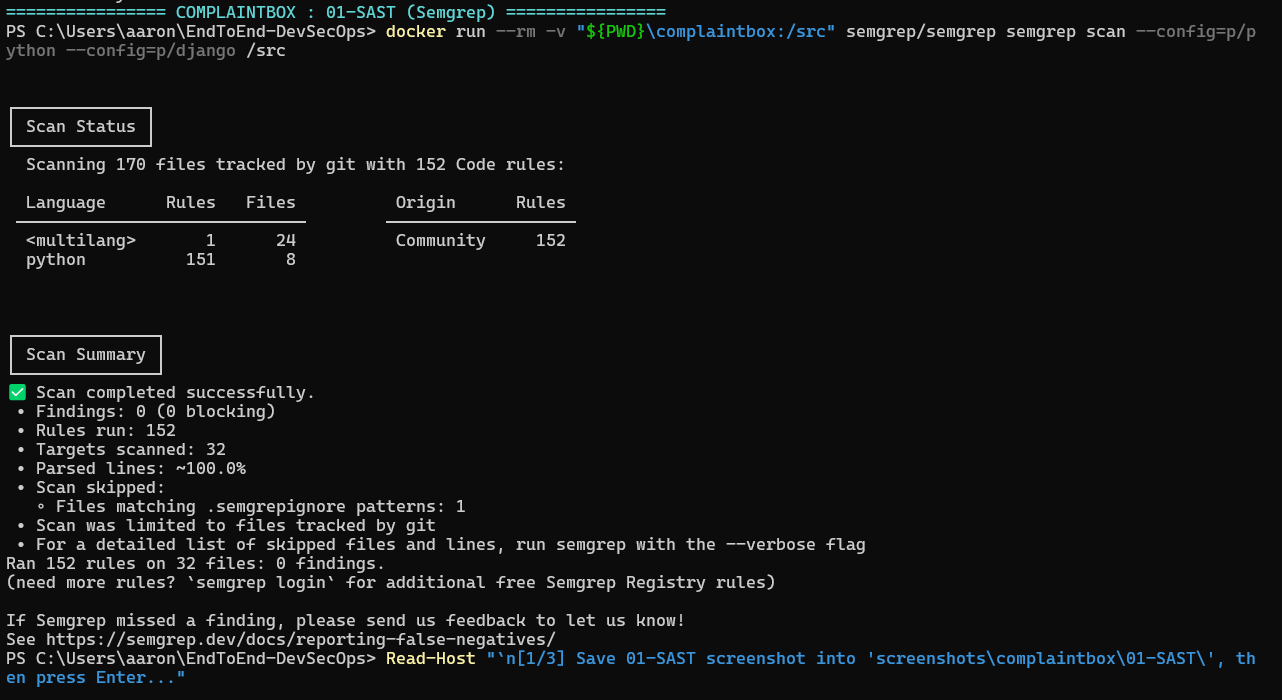 ================ COMPLAINTBOX : 01-SAST (Semgrep) ================
PS C:\Users\aaron\EndToEnd-DevSecOps> docker run --rm -v "${PWD}\complaintbox:/src" semgrep/semgrep semgrep scan --config=p/p
ython --config=p/django /src
Scan Status
Scanning 170 files tracked by git with 152 Code rules:
Language Rules Files Origin Rules
<multilang> 1 24 Community 152
python 151 8
Scan Summary
✅ Scan completed successfully.
• Findings: 0 (0 blocking)
• Rules run: 152
• Targets scanned: 32
• Parsed lines: ~100.0%
• Scan skipped:
◦ Files matching .semgrepignore patterns: 1
• Scan was limited to files tracked by git
• For a detailed list of skipped files and lines, run semgrep with the --verbose flag
Ran 152 rules on 32 files: 0 findings.
(need more rules? `semgrep login` for additional free Semgrep Registry rules)
If Semgrep missed a finding, please send us feedback to let us know!
See https://semgrep.dev/docs/reporting-false-negatives/
PS C:\Users\aaron\EndToEnd-DevSecOps> Read-Host "`n[1/3] Save 01-SAST screenshot into 'screenshots\complaintbox\01-SAST\', th
en press Enter..."